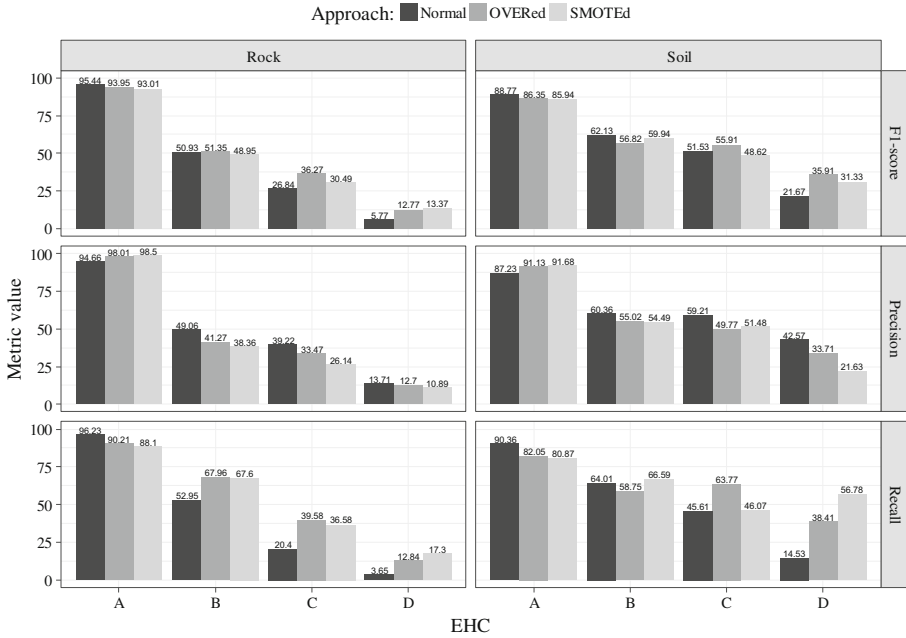 Approach: Normal OVERed SMOTEd
Rock Soil
100 95.44 93.95 93.01 88.77 86.35 85.94
75 62.13 56.82 59.94
50 50.93 51.35 48.95 51.53 55.91 48.62
25 26.84 36.27 30.49 21.67 35.91 31.33
0 5.77 12.77 13.37
F1-score
100 94.66 98.01 98.5 87.23 91.13 91.68
75 60.36 55.02 54.49 59.21 49.77 51.48
50 49.06 41.27 38.36 42.57 33.71 21.63
25 39.22 33.47 26.14
0 13.71 12.7 10.89
Precision
100 96.23 90.21 88.1 90.36 82.05 80.87
75 52.95 67.96 67.6 64.01 58.75 66.59
50 45.61 63.77 46.07
25 20.4 39.58 36.58 14.53 38.41 56.78
0 3.65 12.84 17.3
Recall
Metric value
A B C D A B C D
EHC